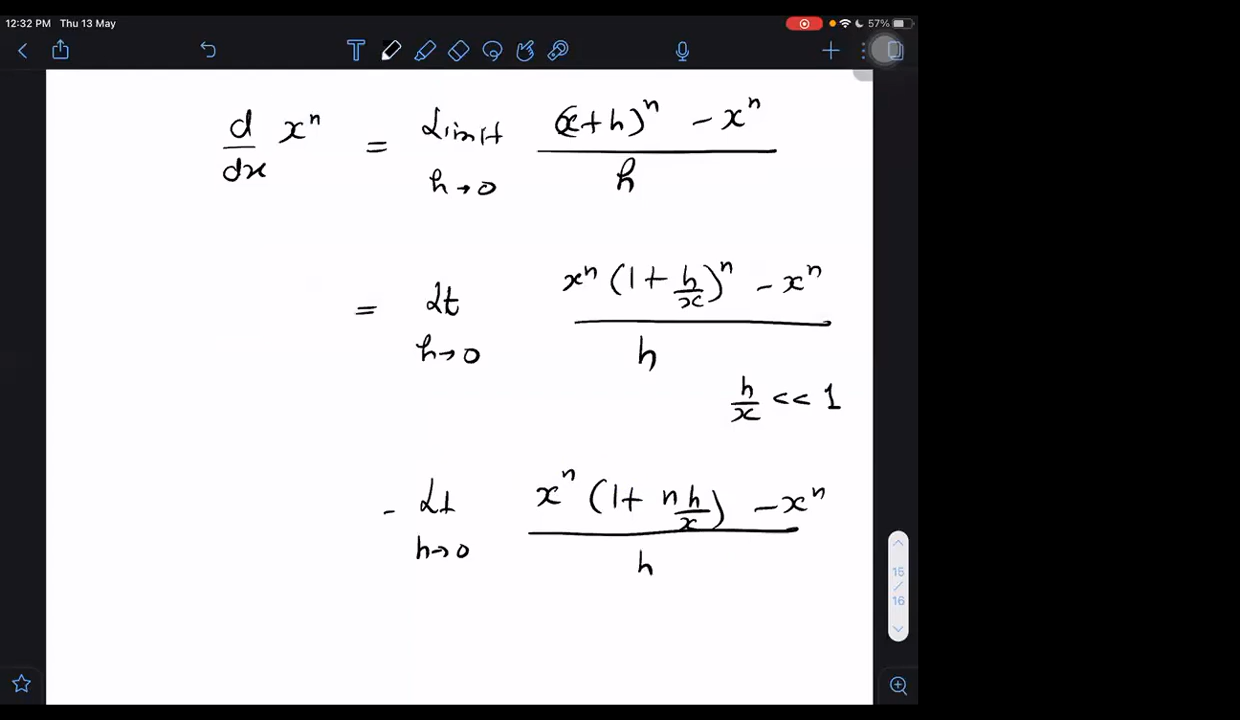 12:32 PM Thu 13 May 57%
T
d/dx xⁿ = Limit h→0 ((x+h)ⁿ - xⁿ)/h
= Lt h→0 (xⁿ(1+h/x)ⁿ - xⁿ)/h
h/x << 1
- Lt h→0 (xⁿ(1+ nh/x) - xⁿ)/h
15
/
16